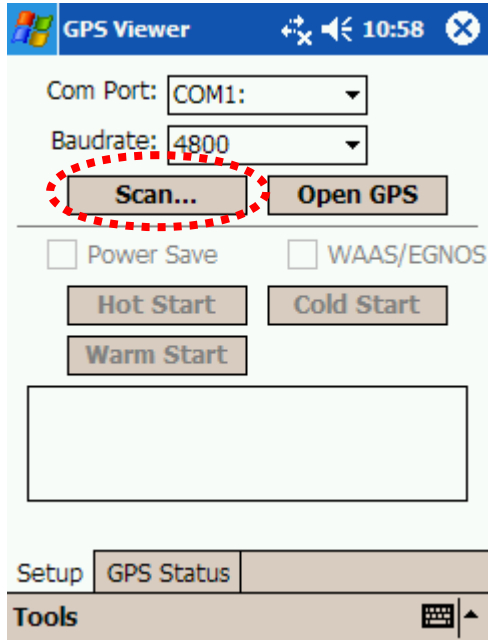 GPS Viewer 10:58
Com Port: COM1:
Baudrate: 4800
Scan... Open GPS
Power Save WAAS/EGNOS
Hot Start Cold Start
Warm Start
Setup GPS Status
Tools